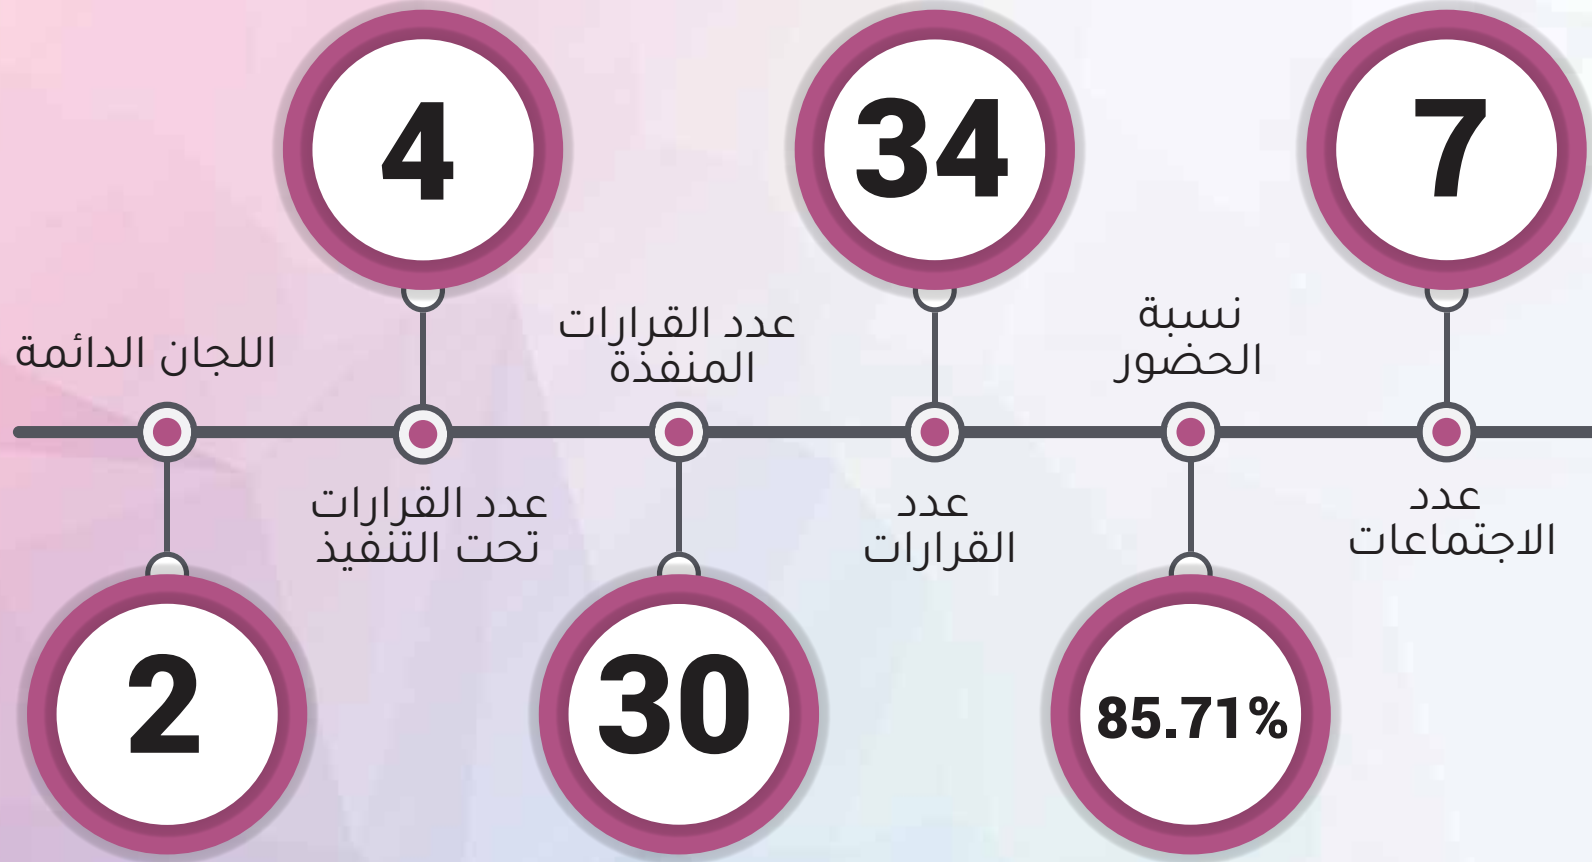 7
عدد
الاجتماعات
نسبة
الحضور
85.71%
34
عدد
القرارات
عدد القرارات
المنفذة
30
4
عدد القرارات
تحت التنفيذ
اللجان الدائمة
2